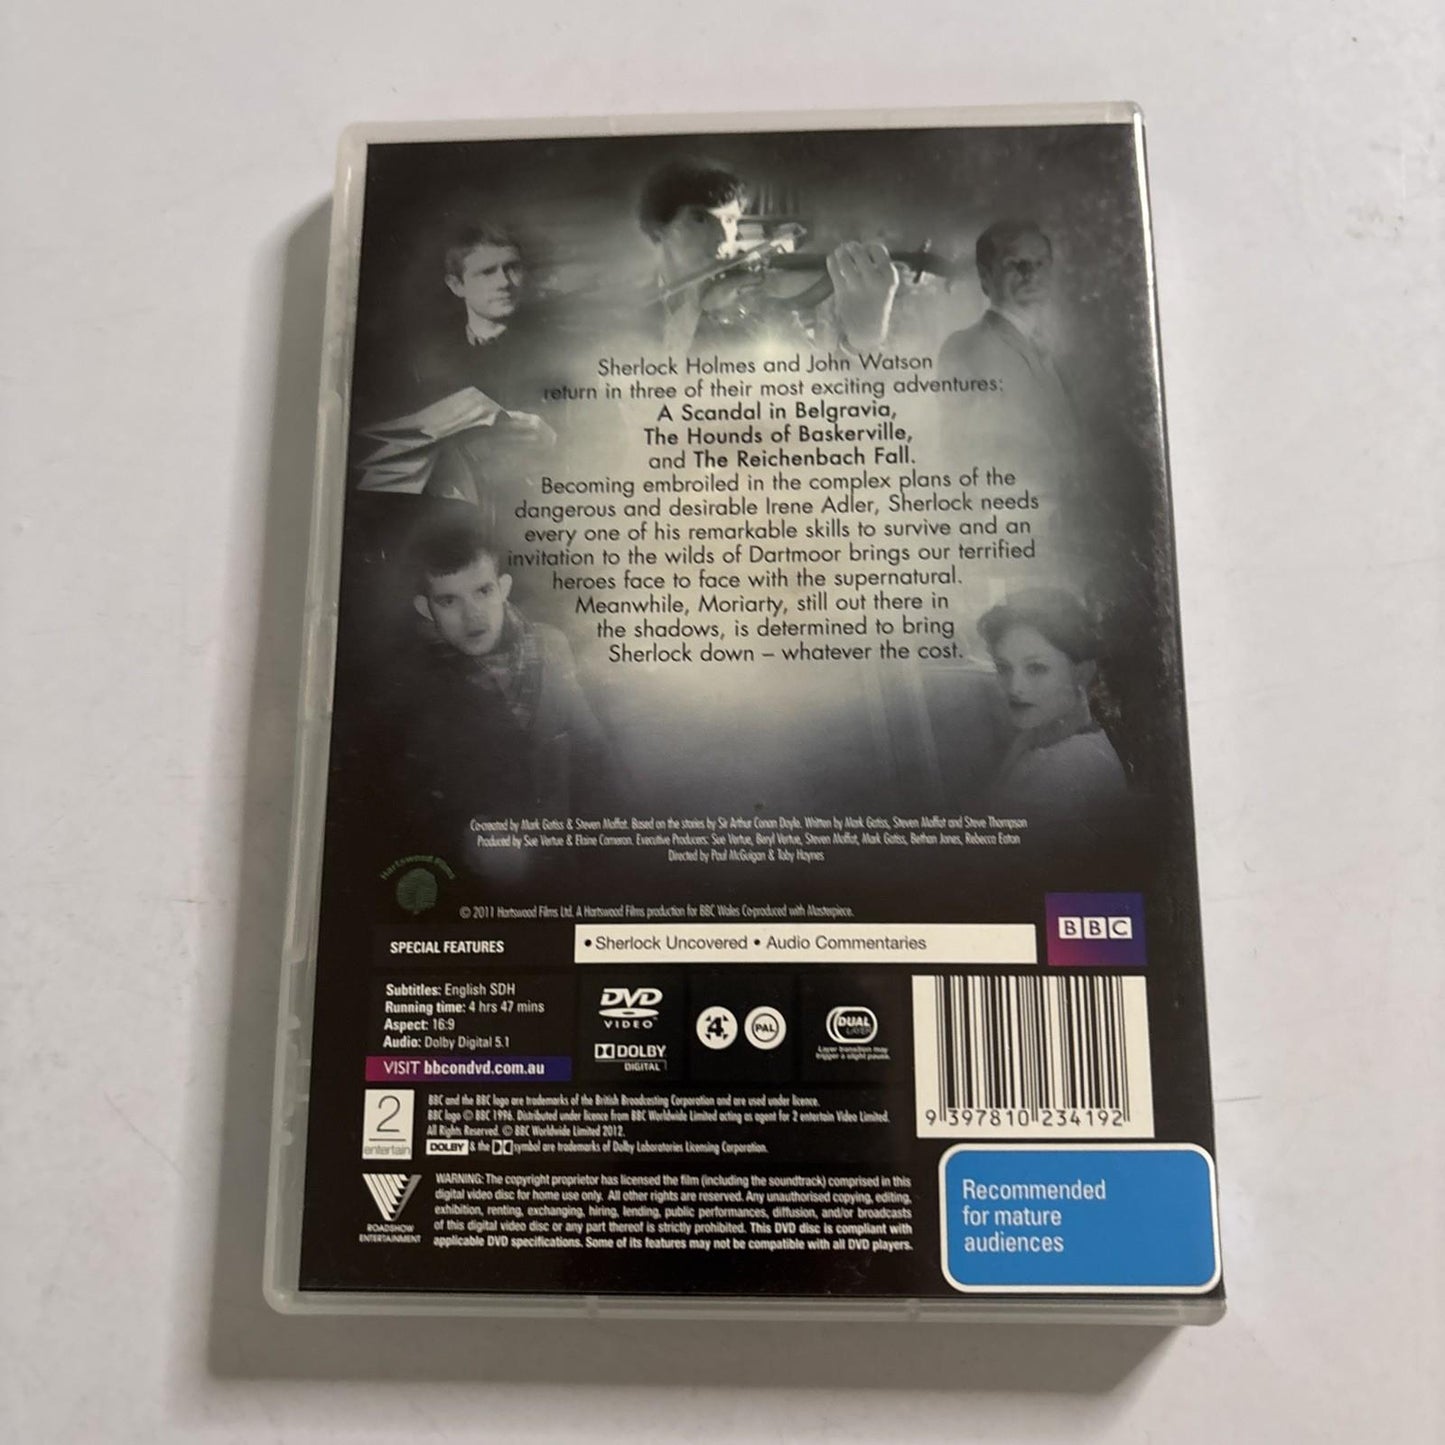 Sherlock Holmes and John Watson
return in three of their most exciting adventures:
A Scandal in Belgravia,
The Hounds of Baskerville,
and The Reichenbach Fall.
Becoming embroiled in the complex plans of the
dangerous and desirable Irene Adler, Sherlock needs
every one of his remarkable skills to survive and an
invitation to the wilds of Dartmoor brings our terrified
heroes face to face with the supernatural.
Meanwhile, Moriarty, still out there in
the shadows, is determined to bring
Sherlock down – whatever the cost.
Co-created by Mark Gatiss & Steven Moffat. Based on the stories by Sir Arthur Conan Doyle. Written by Mark Gatiss, Steven Moffat and Steve Thompson
Produced by Sue Vertue & Elaine Cameron. Executive Producers: Sue Vertue, Beryl Vertue, Steven Moffat, Mark Gatiss, Bethan Jones, Rebecca Eaton
Directed by Paul McGuigan & Toby Haynes
Hartswood Films
© 2011 Hartswood Films Ltd. A Hartswood Films production for BBC Wales Co-produced with Masterpiece.
BBC
SPECIAL FEATURES
• Sherlock Uncovered • Audio Commentaries
Subtitles: English SDH
Running time: 4 hrs 47 mins
Aspect: 16:9
Audio: Dolby Digital 5.1
VISIT bbcondvd.com.au
DVD
VIDEO
DOLBY
DIGITAL
4
PAL
DUAL
LAYER
Layer transition may
trigger a slight pause.
9 397810 234192
2
entertain
BBC and the BBC logo are trademarks of the British Broadcasting Corporation and are used under licence.
BBC logo © BBC 1996. Distributed under licence from BBC Worldwide Limited acting as agent for 2 entertain Video Limited.
All Rights Reserved. © BBC Worldwide Limited 2012.
DOLBY & the symbol are trademarks of Dolby Laboratories Licensing Corporation.
ROADSHOW
ENTERTAINMENT
WARNING: The copyright proprietor has licensed the film (including the soundtrack) comprised in this
digital video disc for home use only. All other rights are reserved. Any unauthorised copying, editing,
exhibition, renting, exchanging, hiring, lending, public performances, diffusion, and/or broadcasts
of this digital video disc or any part thereof is strictly prohibited. This DVD disc is compliant with
applicable DVD specifications. Some of its features may not be compatible with all DVD players.
Recommended
for mature
audiences